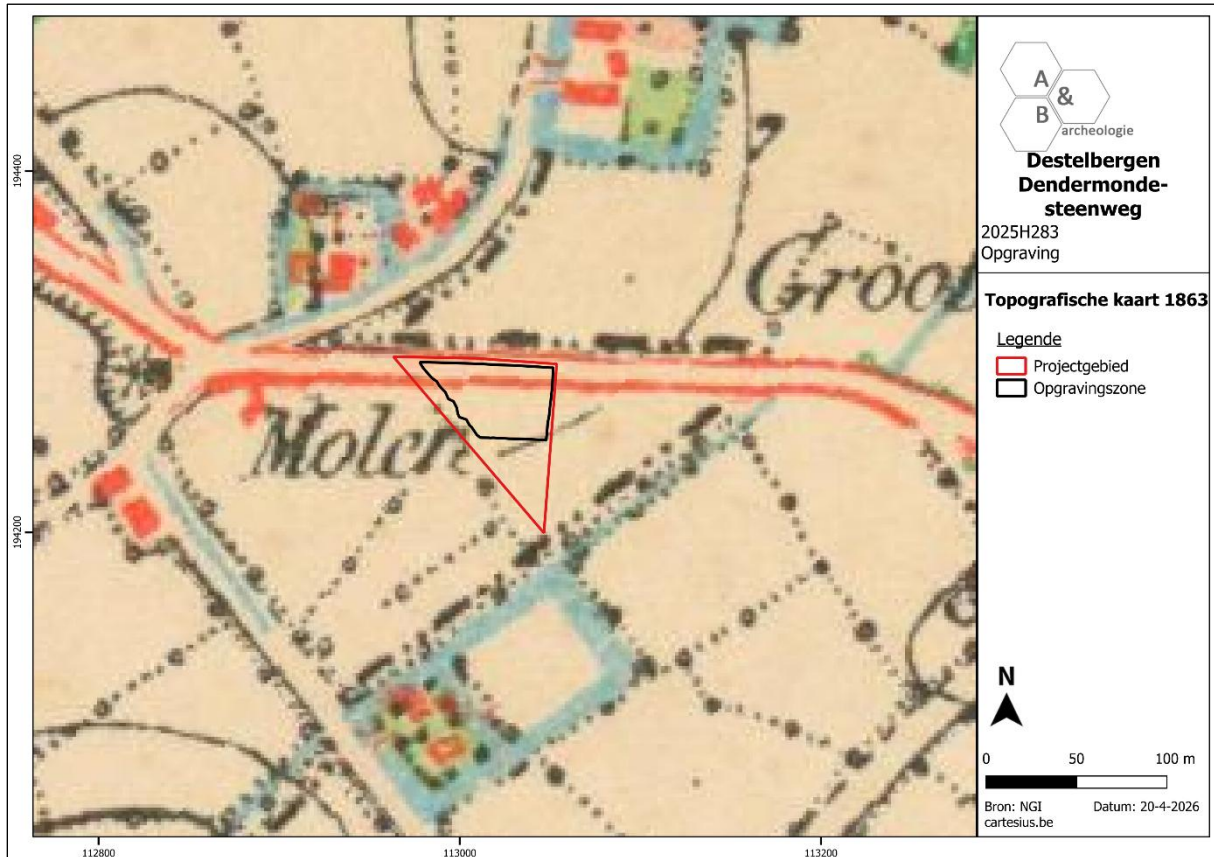 194400
194200
112800
113000
113200
Groot
Molen
A
&
B
archeologie
Destelbergen
Dendermonde-
steenweg
2025H283
Opgraving
Topografische kaart 1863
Legende
Projectgebied
Opgravingszone
N
0 50 100 m
Bron: NGI Datum: 20-4-2026
cartesius.be